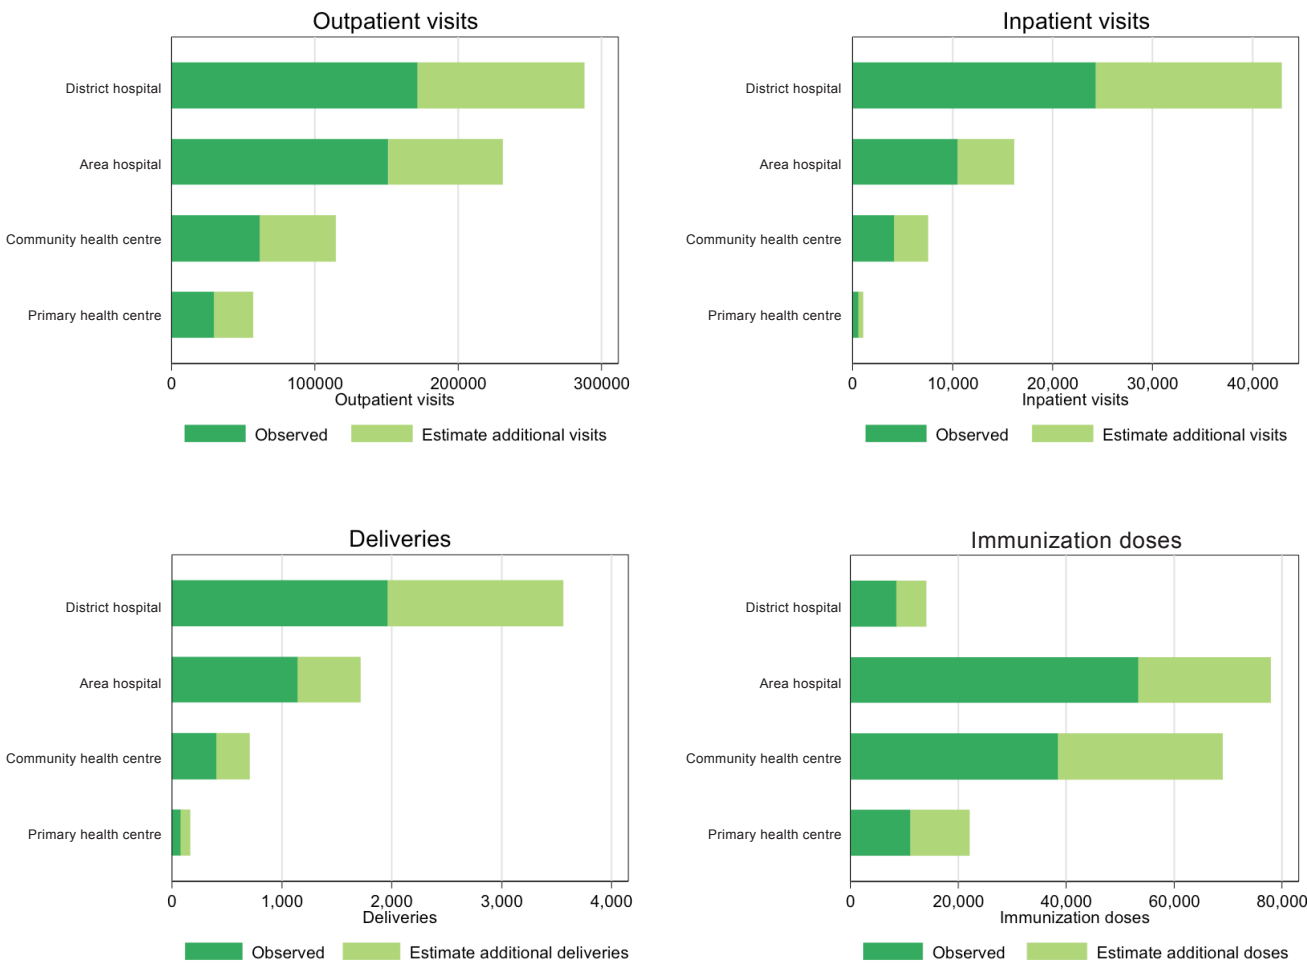 Outpatient visits
District hospital
Area hospital
Community health centre
Primary health centre
0 100000 200000 300000
Outpatient visits
Observed Estimate additional visits
Inpatient visits
District hospital
Area hospital
Community health centre
Primary health centre
0 10,000 20,000 30,000 40,000
Inpatient visits
Observed Estimate additional visits
Deliveries
District hospital
Area hospital
Community health centre
Primary health centre
0 1,000 2,000 3,000 4,000
Deliveries
Observed Estimate additional deliveries
Immunization doses
District hospital
Area hospital
Community health centre
Primary health centre
0 20,000 40,000 60,000 80,000
Immunization doses
Observed Estimate additional doses